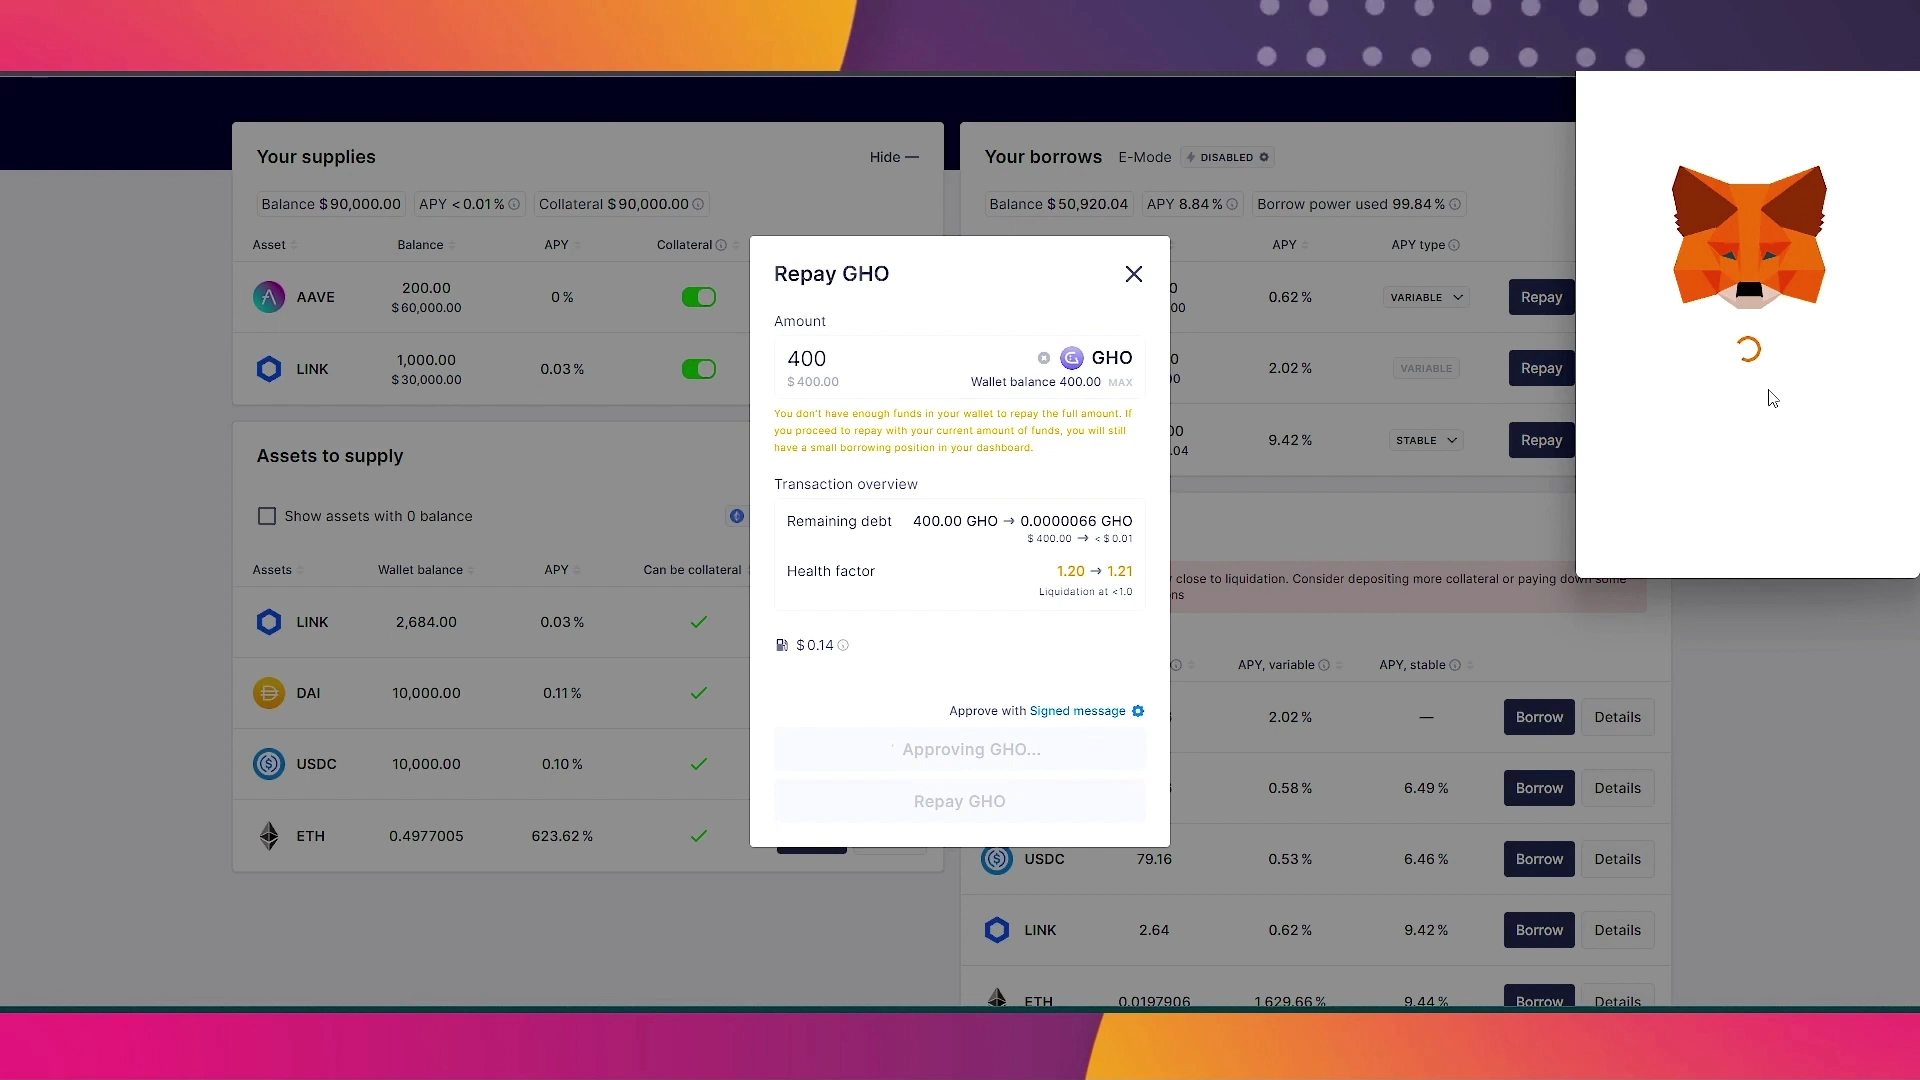 Your supplies
Hide —
Balance $ 90,000.00 APY < 0.01 % Collateral $ 90,000.00
Asset Balance APY Collateral
AAVE 200.00 0 %
$ 60,000.00
LINK 1,000.00 0.03 %
$ 30,000.00
Assets to supply
Show assets with 0 balance
Assets Wallet balance APY Can be collateral
LINK 2,684.00 0.03 %
DAI 10,000.00 0.11 %
USDC 10,000.00 0.10 %
ETH 0.4977005 623.62 %
Your borrows E-Mode DISABLED
Balance $ 50,920.04 APY 8.84 % Borrow power used 99.84 %
APY APY type
0 0.62 % VARIABLE Repay
00
0 2.02 % VARIABLE Repay
00
00 9.42 % STABLE Repay
.04
Repay GHO
Amount
400 GHO
$ 400.00 Wallet balance 400.00 MAX
You don't have enough funds in your wallet to repay the full amount. If
you proceed to repay with your current amount of funds, you will still
have a small borrowing position in your dashboard.
Transaction overview
Remaining debt 400.00 GHO → 0.0000066 GHO
$ 400.00 → < $ 0.01
Health factor 1.20 → 1.21
Liquidation at <1.0
$ 0.14
Approve with Signed message
Approving GHO...
Repay GHO
close to liquidation. Consider depositing more collateral or paying down some
ns
APY, variable APY, stable
2.02 % — Borrow Details
0.58 % 6.49 % Borrow Details
USDC 79.16 0.53 % 6.46 % Borrow Details
LINK 2.64 0.62 % 9.42 % Borrow Details
ETH 0.0197906 1 629.66 % 9.44 % Borrow Details